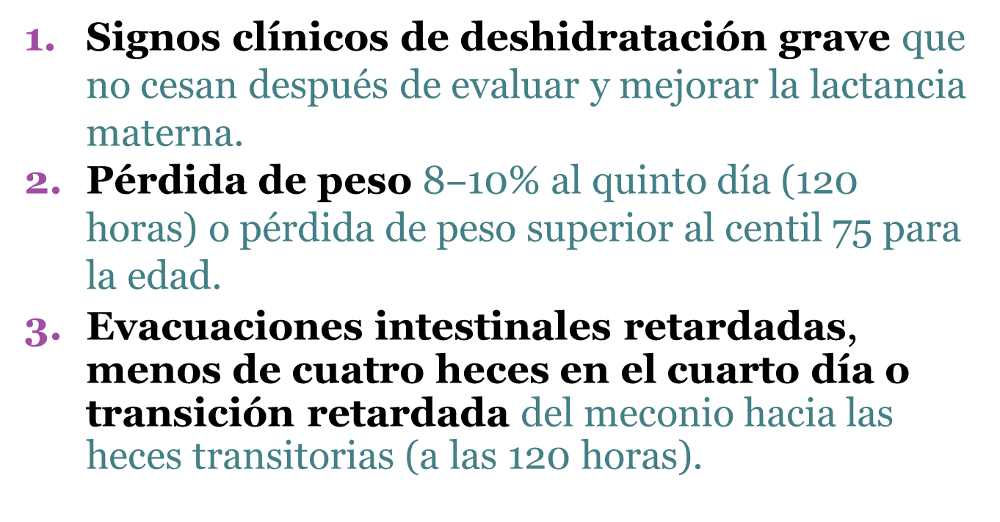 1. Signos clínicos de deshidratación grave que
no cesan después de evaluar y mejorar la lactancia
materna.
2. Pérdida de peso 8–10% al quinto día (120
horas) o pérdida de peso superior al centil 75 para
la edad.
3. Evacuaciones intestinales retardadas,
menos de cuatro heces en el cuarto día o
transición retardada del meconio hacia las
heces transitorias (a las 120 horas).